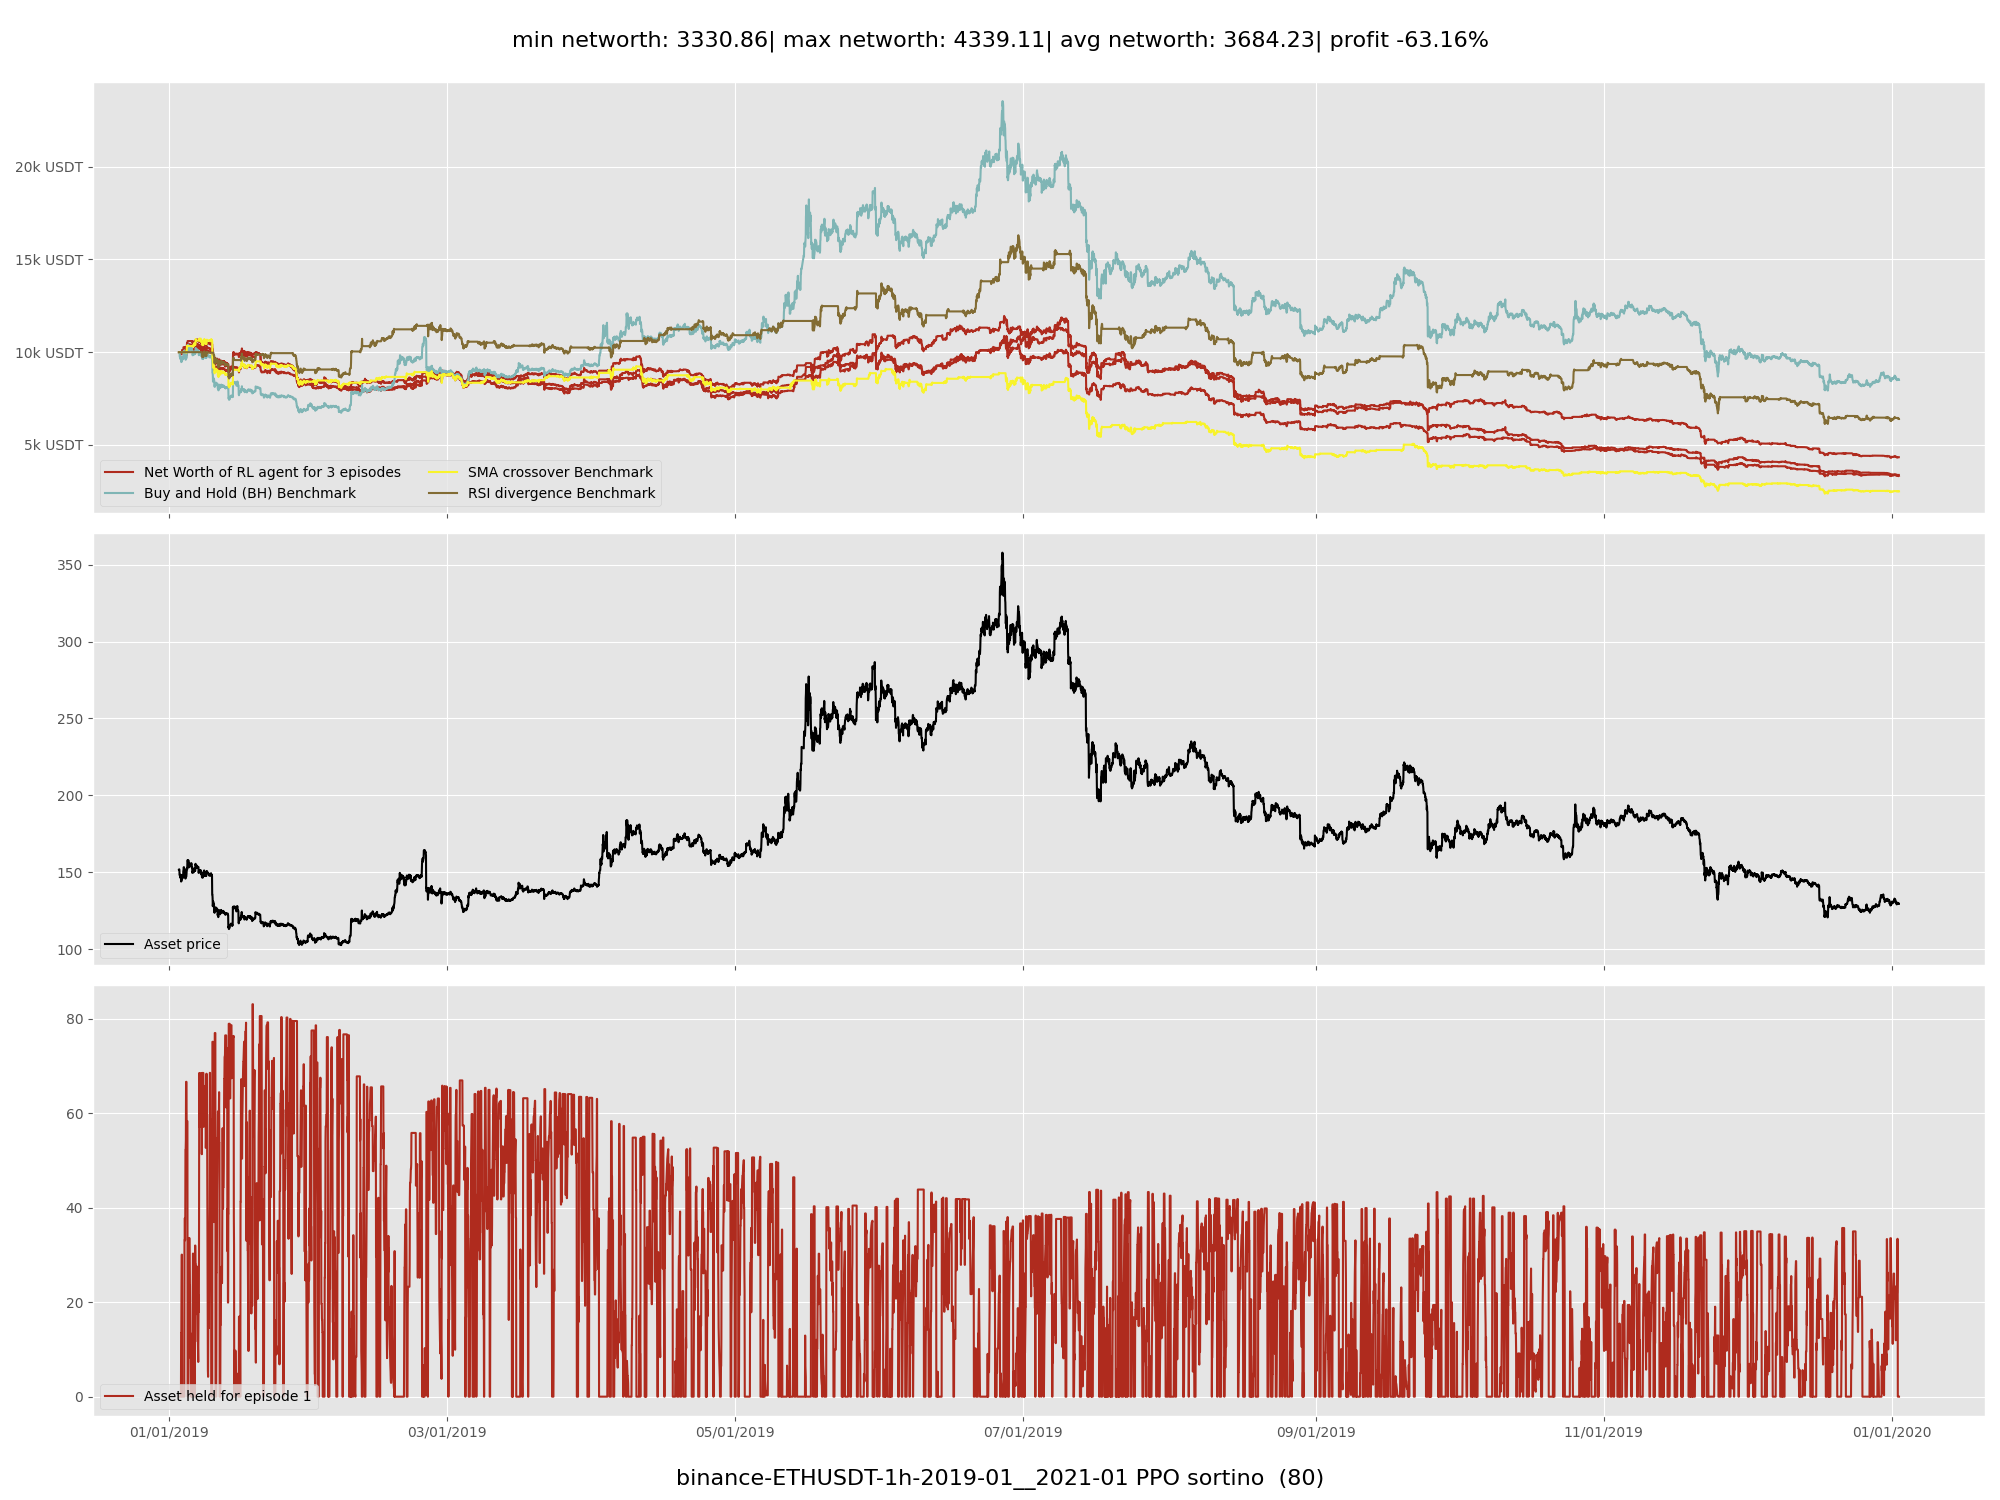 min networth: 3330.86| max networth: 4339.11| avg networth: 3684.23| profit -63.16%
20k USDT
15k USDT
10k USDT
5k USDT
Net Worth of RL agent for 3 episodes
Buy and Hold (BH) Benchmark
SMA crossover Benchmark
RSI divergence Benchmark
350
300
250
200
150
100
Asset price
80
60
40
20
0
Asset held for episode 1
01/01/2019 03/01/2019 05/01/2019 07/01/2019 09/01/2019 11/01/2019 01/01/2020
binance-ETHUSDT-1h-2019-01__2021-01 PPO sortino  (80)